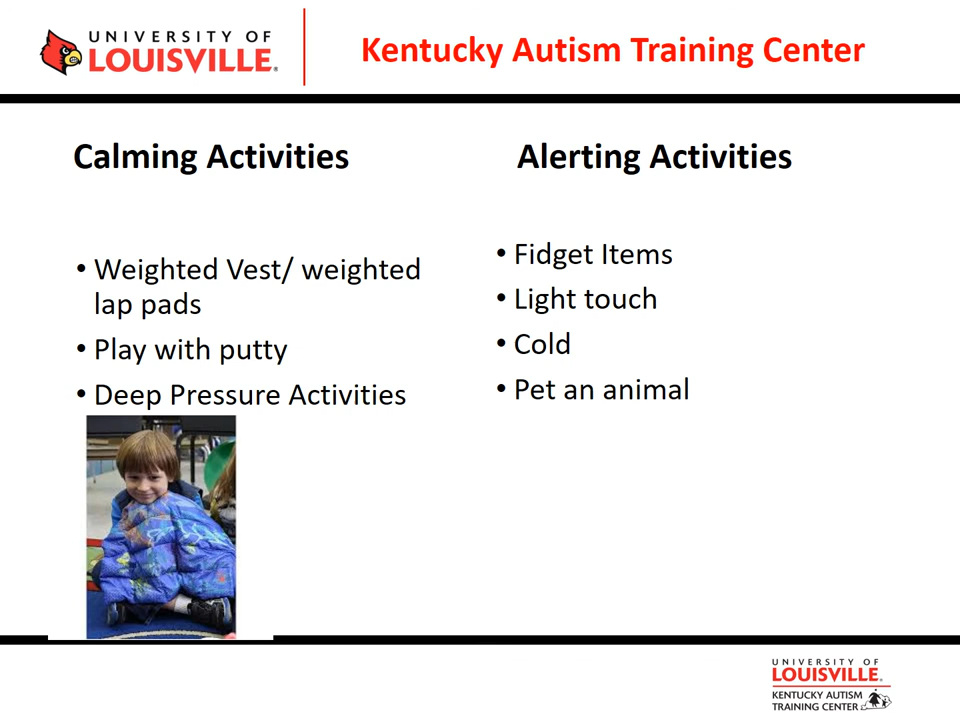 UNIVERSITY OF
LOUISVILLE.
Kentucky Autism Training Center
Calming Activities
• Weighted Vest/ weighted
lap pads
• Play with putty
• Deep Pressure Activities
Alerting Activities
• Fidget Items
• Light touch
• Cold
• Pet an animal
UNIVERSITY OF
LOUISVILLE.
KENTUCKY AUTISM
TRAINING CENTER